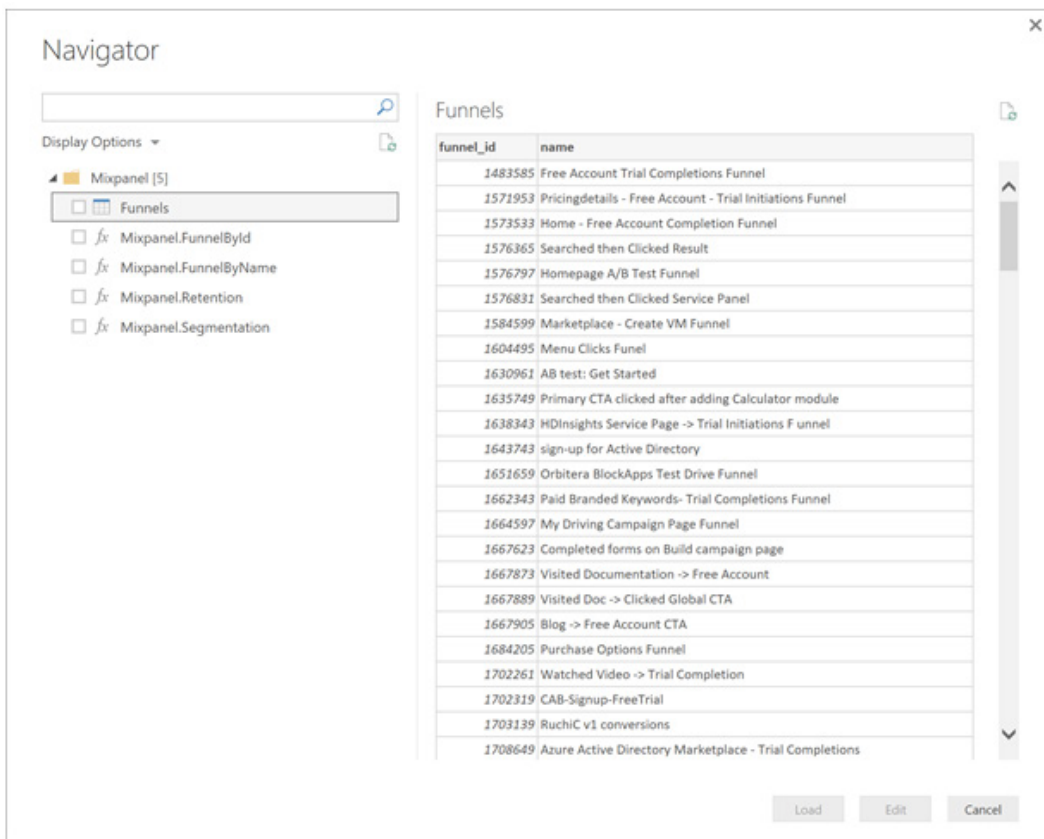 Navigator
Display Options
Mixpanel [5]
Funnels
fx Mixpanel.FunnelById
fx Mixpanel.FunnelByName
fx Mixpanel.Retention
fx Mixpanel.Segmentation
Funnels
funnel_id name
1483585 Free Account Trial Completions Funnel
1571953 Pricingdetails - Free Account - Trial Initiations Funnel
1573533 Home - Free Account Completion Funnel
1576365 Searched then Clicked Result
1576797 Homepage A/B Test Funnel
1576831 Searched then Clicked Service Panel
1584599 Marketplace - Create VM Funnel
1604495 Menu Clicks Funel
1630961 AB test: Get Started
1635749 Primary CTA clicked after adding Calculator module
1638343 HDInsights Service Page -> Trial Initiations F unnel
1643743 sign-up for Active Directory
1651659 Orbitera BlockApps Test Drive Funnel
1662343 Paid Branded Keywords- Trial Completions Funnel
1664597 My Driving Campaign Page Funnel
1667623 Completed forms on Build campaign page
1667873 Visited Documentation -> Free Account
1667889 Visited Doc -> Clicked Global CTA
1667905 Blog -> Free Account CTA
1684205 Purchase Options Funnel
1702261 Watched Video -> Trial Completion
1702319 CAB-Signup-FreeTrial
1703139 RuchiC v1 conversions
1708649 Azure Active Directory Marketplace - Trial Completions
Load Edit Cancel